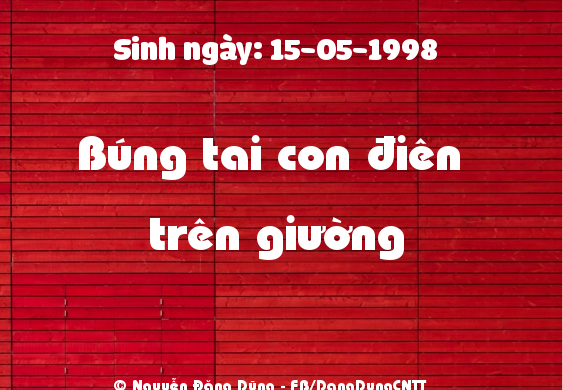 Sinh ngày: 15-05-1998
Búng tai con điên
trên giường
© Nguyễn Đăng Dũng - FB/DangDungCNTT